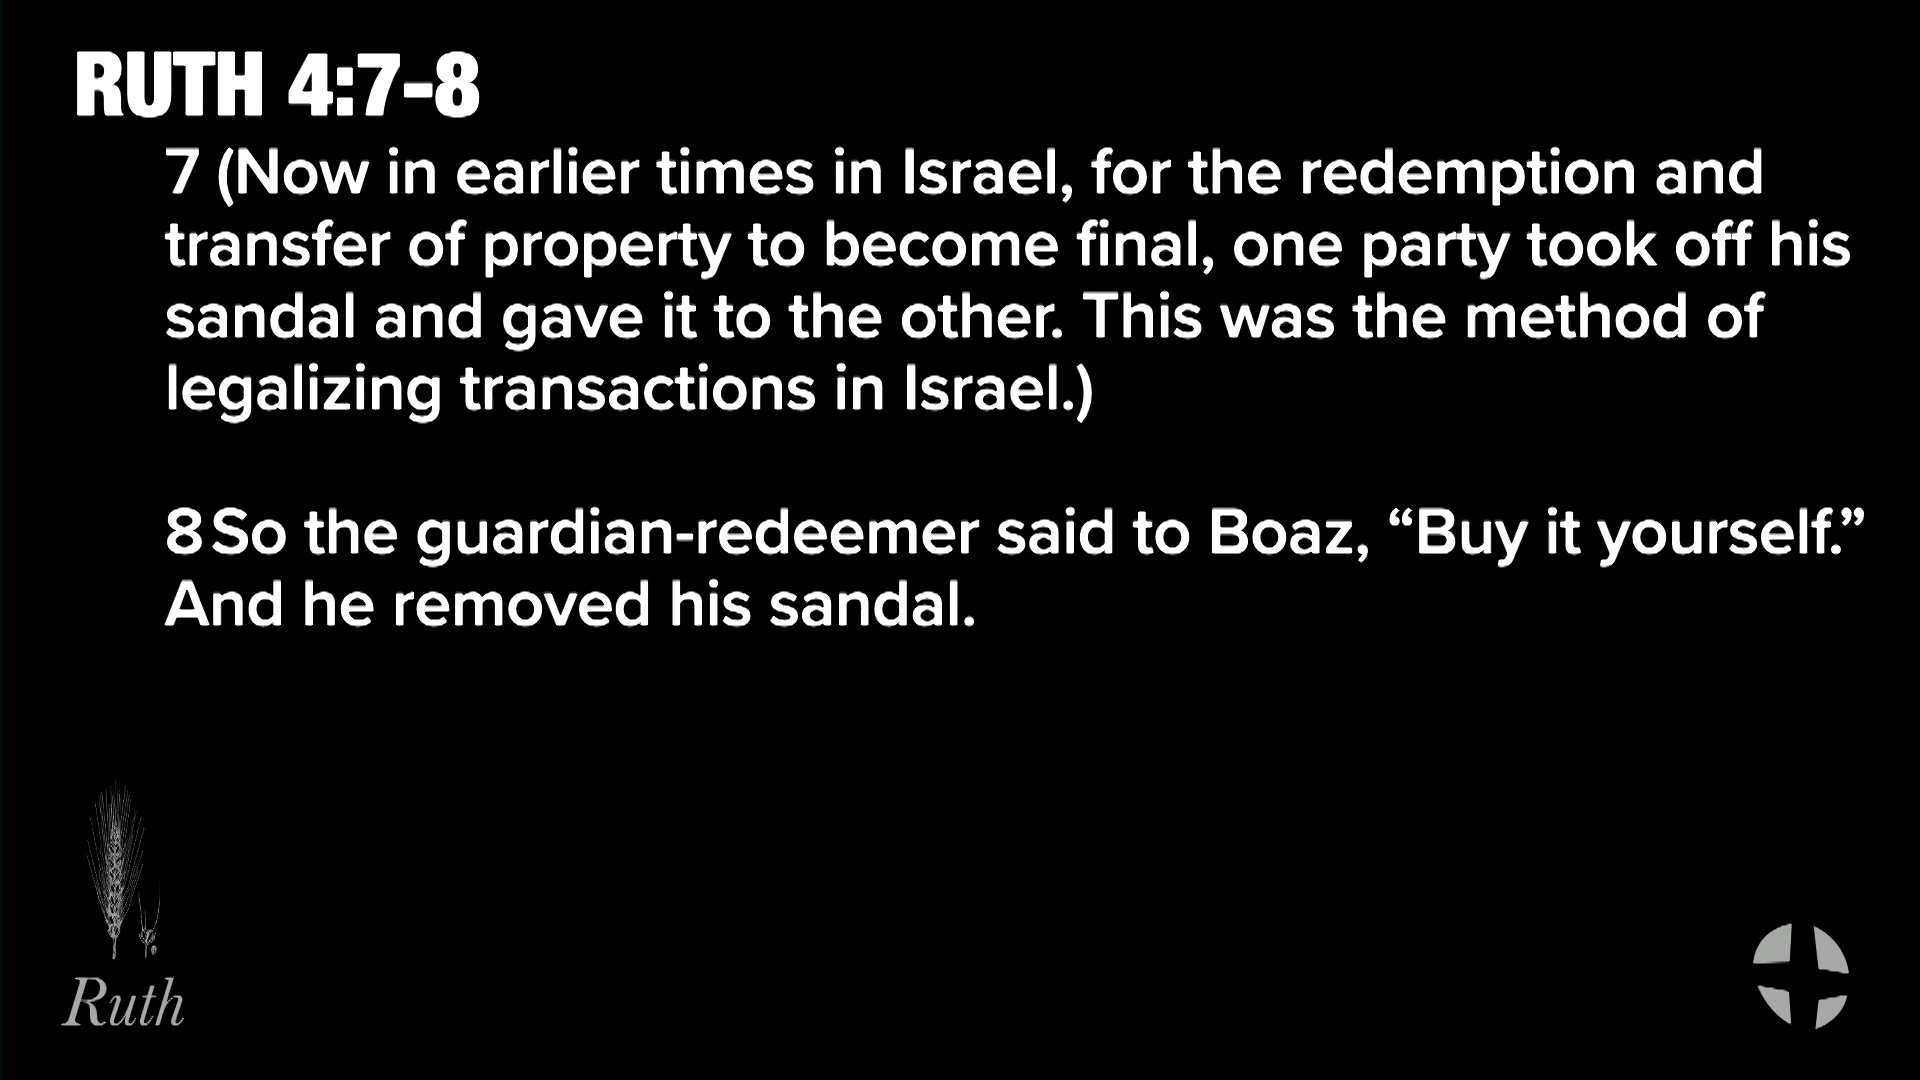 RUTH 4:7-8
7 (Now in earlier times in Israel, for the redemption and
transfer of property to become final, one party took off his
sandal and gave it to the other. This was the method of
legalizing transactions in Israel.)
8 So the guardian-redeemer said to Boaz, “Buy it yourself.”
And he removed his sandal.
Ruth